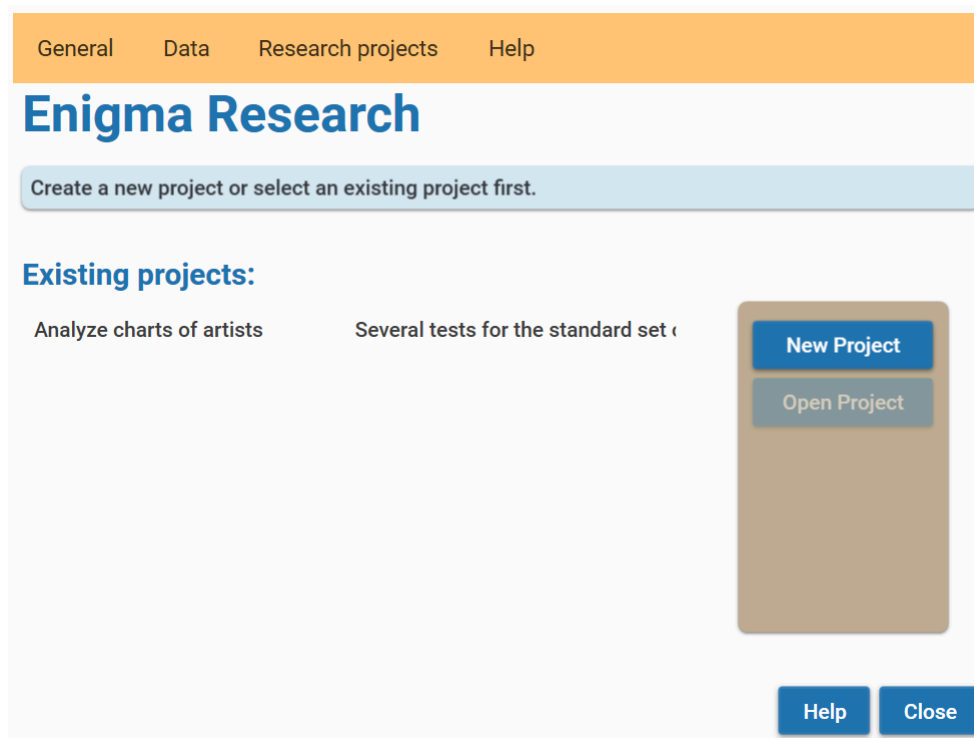 General Data Research projects Help
Enigma Research
Create a new project or select an existing project first.
Existing projects:
Analyze charts of artists Several tests for the standard set
New Project
Open Project
Help Close